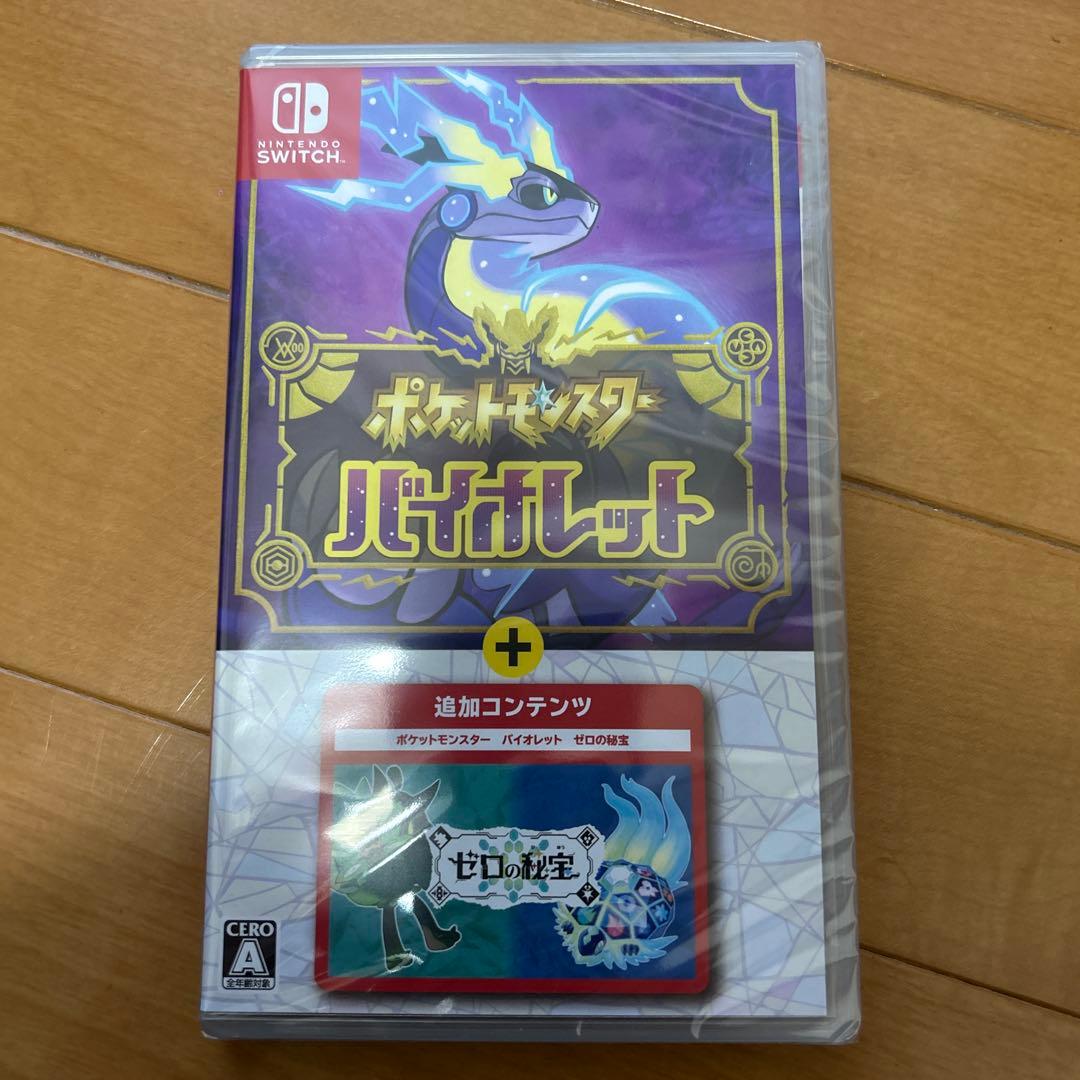 NINTENDO
SWITCH™
ポケットモンスター
バイオレット
+
追加コンテンツ
ポケットモンスター バイオレット ゼロの秘宝
ゼロの秘宝
CERO
A
全年齢対象